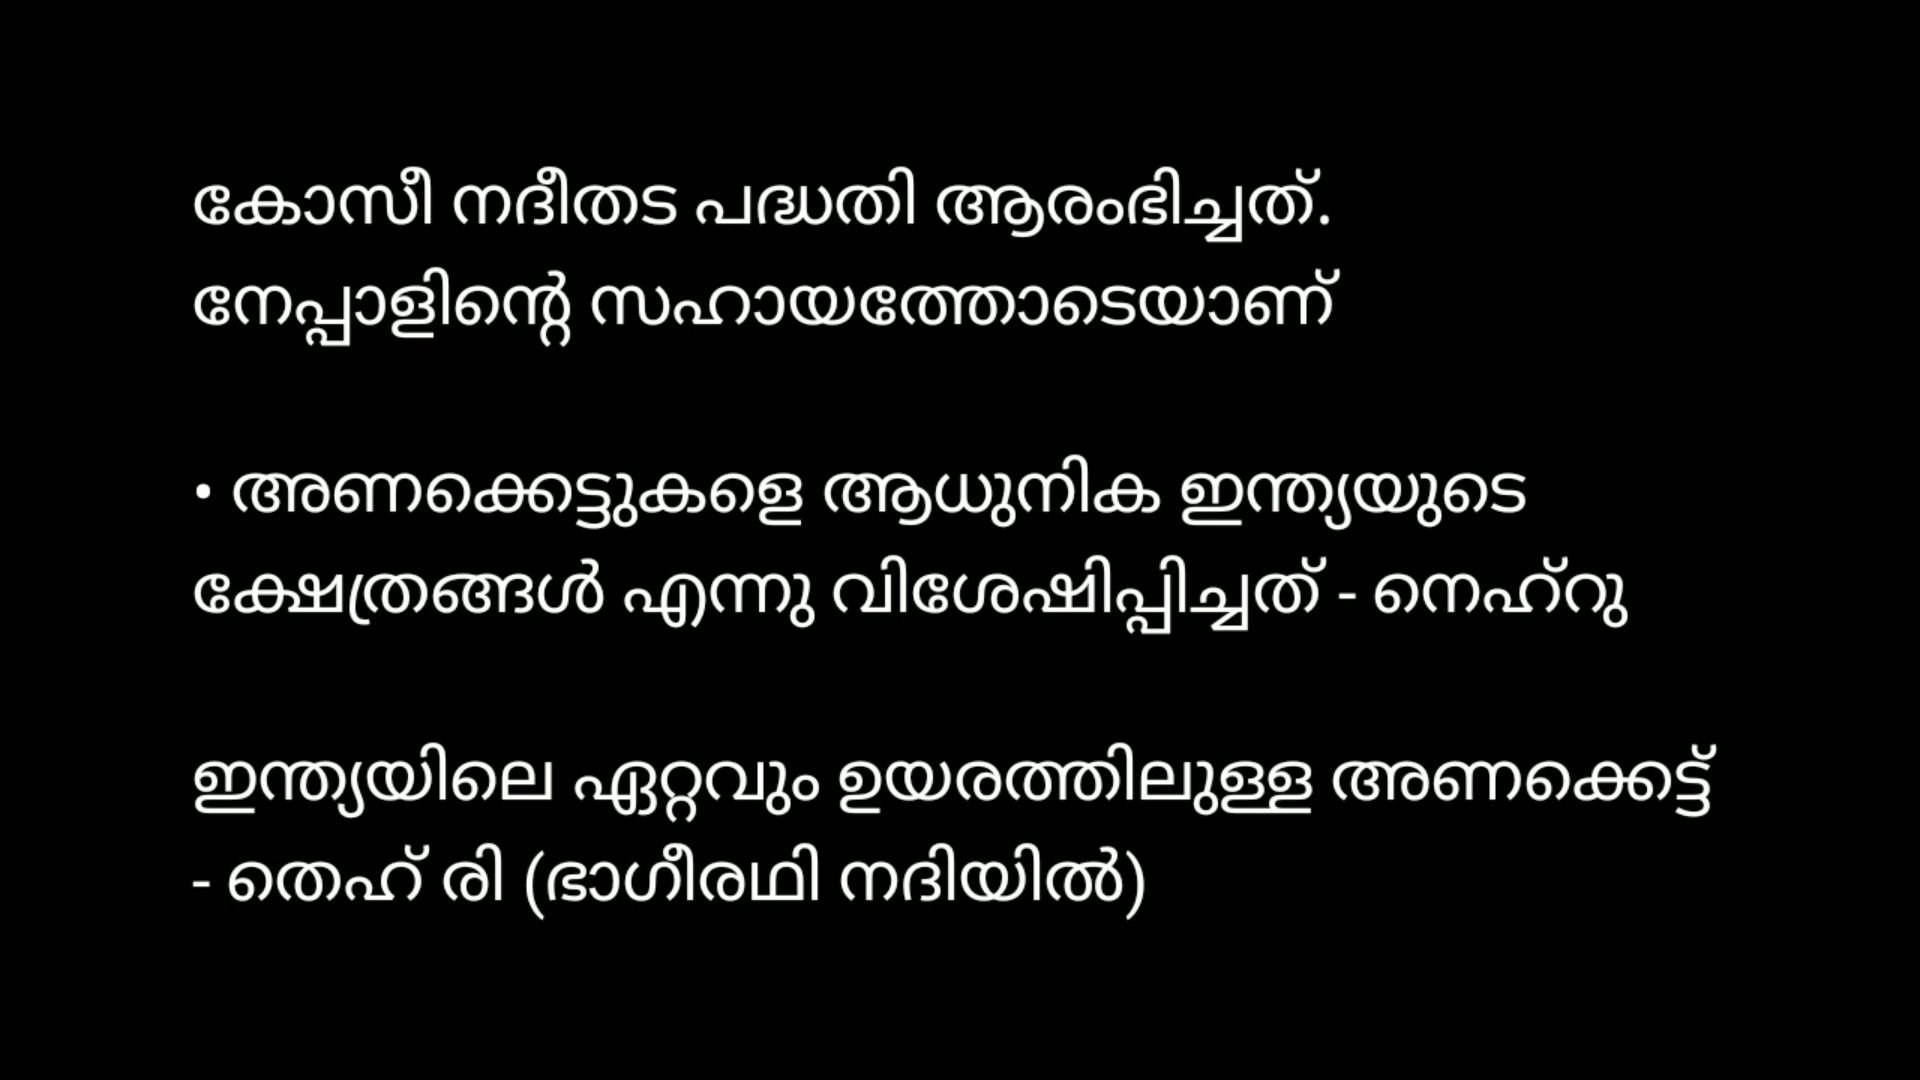 കോസീ നദീതട പദ്ധതി ആരംഭിച്ചത്.
നേപ്പാളിന്റെ സഹായത്തോടെയാണ്
• അണക്കെട്ടുകളെ ആധുനിക ഇന്ത്യയുടെ
ക്ഷേത്രങ്ങൾ എന്നു വിശേഷിപ്പിച്ചത് - നെഹ്റു
ഇന്ത്യയിലെ ഏറ്റവും ഉയരത്തിലുള്ള അണക്കെട്ട്
- തെഹ് രി (ഭാഗീരഥി നദിയിൽ)